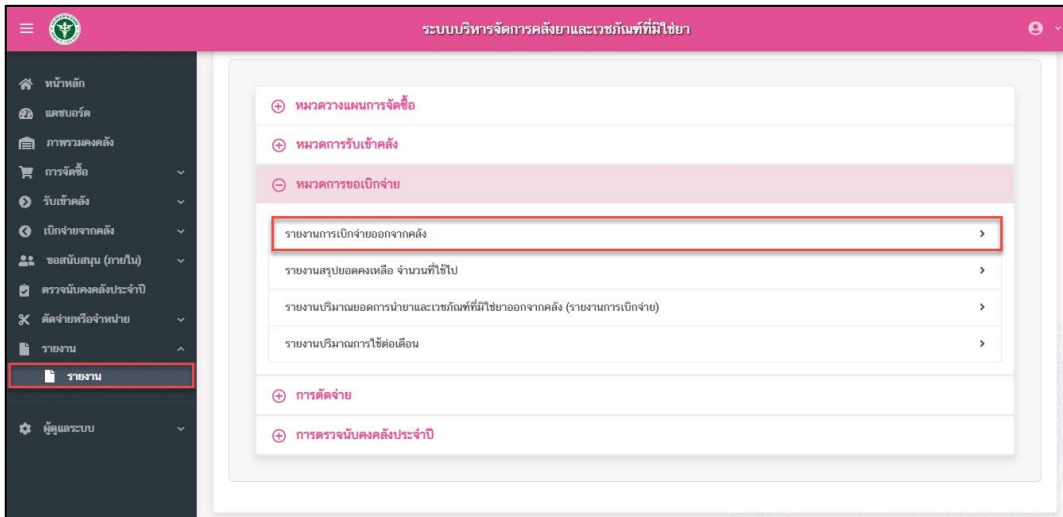 ระบบบริหารจัดการคลังยาและเวชภัณฑ์ที่มิใช่ยา
หน้าหลัก
แดชบอร์ด
ภาพรวมคงคลัง
การจัดซื้อ
รับเข้าคลัง
เบิกจ่ายจากคลัง
ขอสนับสนุน (ภายใน)
ตรวจนับคงคลังประจำปี
ตัดจ่ายหรือจำหน่าย
รายงาน
รายงาน
ผู้ดูแลระบบ
หมวดวางแผนการจัดซื้อ
หมวดการรับเข้าคลัง
หมวดการขอเบิกจ่าย
รายงานการเบิกจ่ายออกจากคลัง
รายงานสรุปยอดคงเหลือ จำนวนที่ใช้ไป
รายงานปริมาณยอดการนำยาและเวชภัณฑ์ที่มิใช่ยาออกจากคลัง (รายงานการเบิกจ่าย)
รายงานปริมาณการใช้ต่อเดือน
การตัดจ่าย
การตรวจนับคงคลังประจำปี